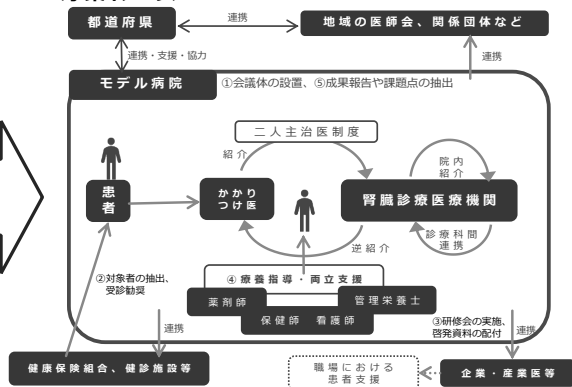 都道府県
連携
地域の医師会、関係団体など
連携・支援・協力
連携
モデル病院
①会議体の設置、⑤成果報告や課題点の抽出
二人主治医制度
紹介
院内
紹介
患者
かかり
つけ医
腎臓診療医療機関
診療科間
連携
逆紹介
②対象者の抽出、
受診勧奨
④療養指導・両立支援
薬剤師
管理栄養士
保健師 看護師
③研修会の実施、
啓発資料の配付
連携
連携
健康保険組合、健診施設等
職場における
患者支援
企業・産業医等